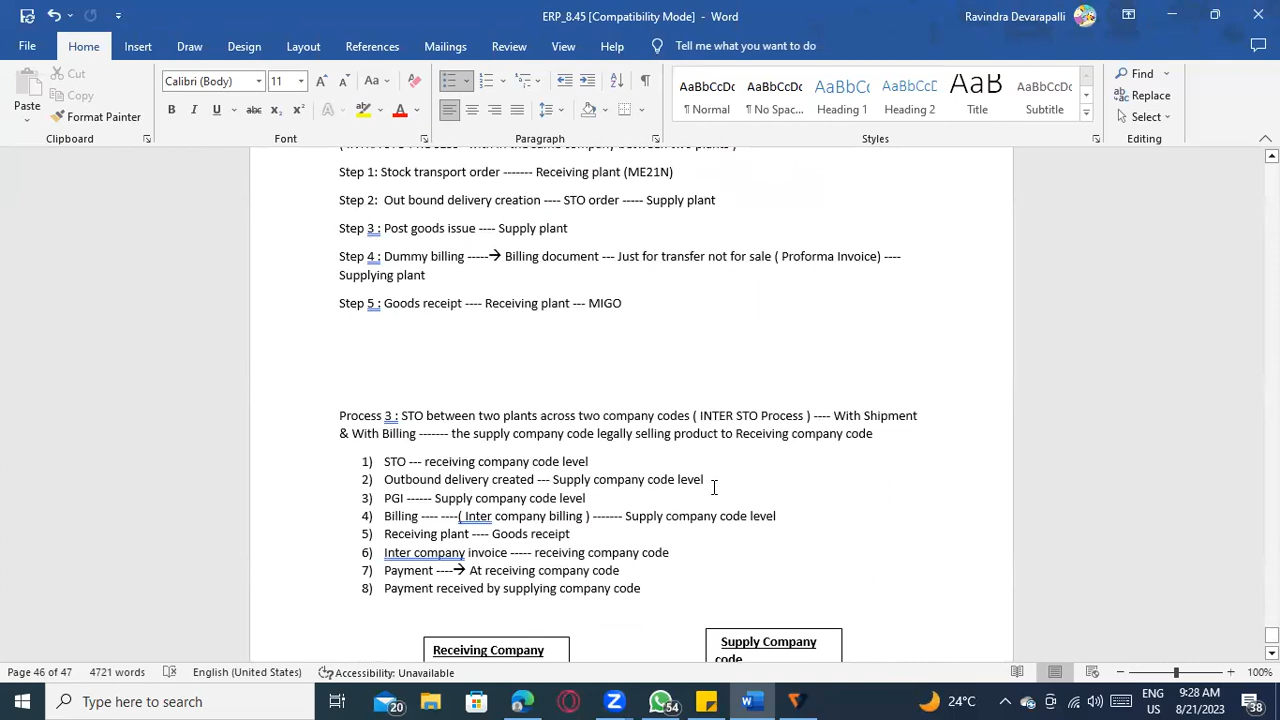 ERP_8.45 [Compatibility Mode] - Word
Ravindra Devarapalli
File Home Insert Draw Design Layout References Mailings Review View Help Tell me what you want to do
Cut
Copy
Paste
Format Painter
Clipboard
Calibri (Body) 11
Font
Paragraph
AaBbCcDc AaBbCcDc AaBbC AaBbCcC AaB AaBbCcD
¶ Normal ¶ No Spac... Heading 1 Heading 2 Title Subtitle
Styles
Find
Replace
Select
Editing
Step 1: Stock transport order ------- Receiving plant (ME21N)
Step 2: Out bound delivery creation ---- STO order ----- Supply plant
Step 3 : Post goods issue ---- Supply plant
Step 4 : Dummy billing -----→ Billing document --- Just for transfer not for sale ( Proforma Invoice) ----
Supplying plant
Step 5 : Goods receipt ---- Receiving plant --- MIGO
Process 3 : STO between two plants across two company codes ( INTER STO Process ) ---- With Shipment
& With Billing ------- the supply company code legally selling product to Receiving company code
1) STO --- receiving company code level
2) Outbound delivery created --- Supply company code level
3) PGI ------ Supply company code level
4) Billing ---- ----( Inter company billing ) ------- Supply company code level
5) Receiving plant ---- Goods receipt
6) Inter company invoice ----- receiving company code
7) Payment ----→ At receiving company code
8) Payment received by supplying company code
Receiving Company
Supply Company
code
Page 46 of 47 4721 words English (United States) Accessibility: Unavailable 100%
Type here to search
20
54
24°C
ENG
US
9:28 AM
8/21/2023
38